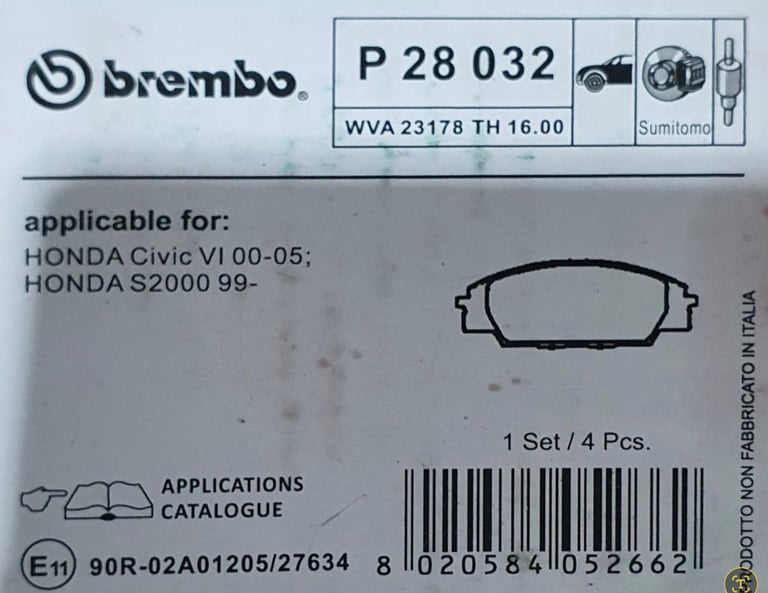 brembo®
P 28 032
WVA 23178 TH 16.00
Sumitomo
applicable for:
HONDA Civic VI 00-05;
HONDA S2000 99-
1 Set / 4 Pcs.
APPLICATIONS
CATALOGUE
E11 90R-02A01205/27634
8 020584 052662
ODOTTO NON FABBRICATO IN ITALIA